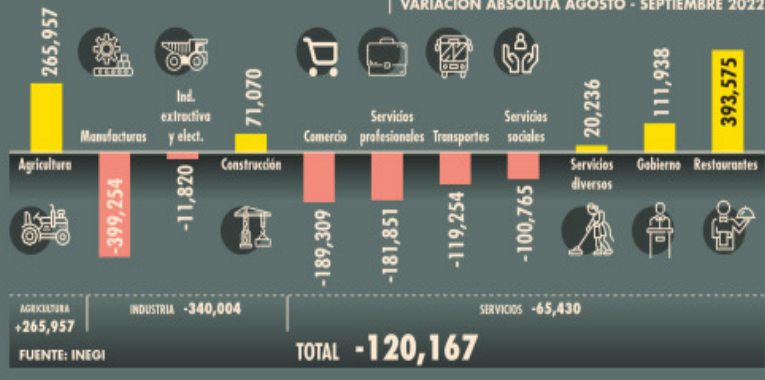 VARIACIÓN ABSOLUTA AGOSTO - SEPTIEMBRE 2022
265,957
Agricultura
Manufacturas
-399,254
Ind.
extractiva
y elect.
-11,820
71,070
Construcción
Comercio
-189,309
Servicios
profesionales
-181,851
Transportes
-119,254
Servicios
sociales
-100,765
20,236
Servicios
diversos
111,938
Gobierno
393,575
Restaurantes
AGRICULTURA
+265,957
INDUSTRIA -340,004
SERVICIOS -65,430
FUENTE: INEGI
TOTAL -120,167